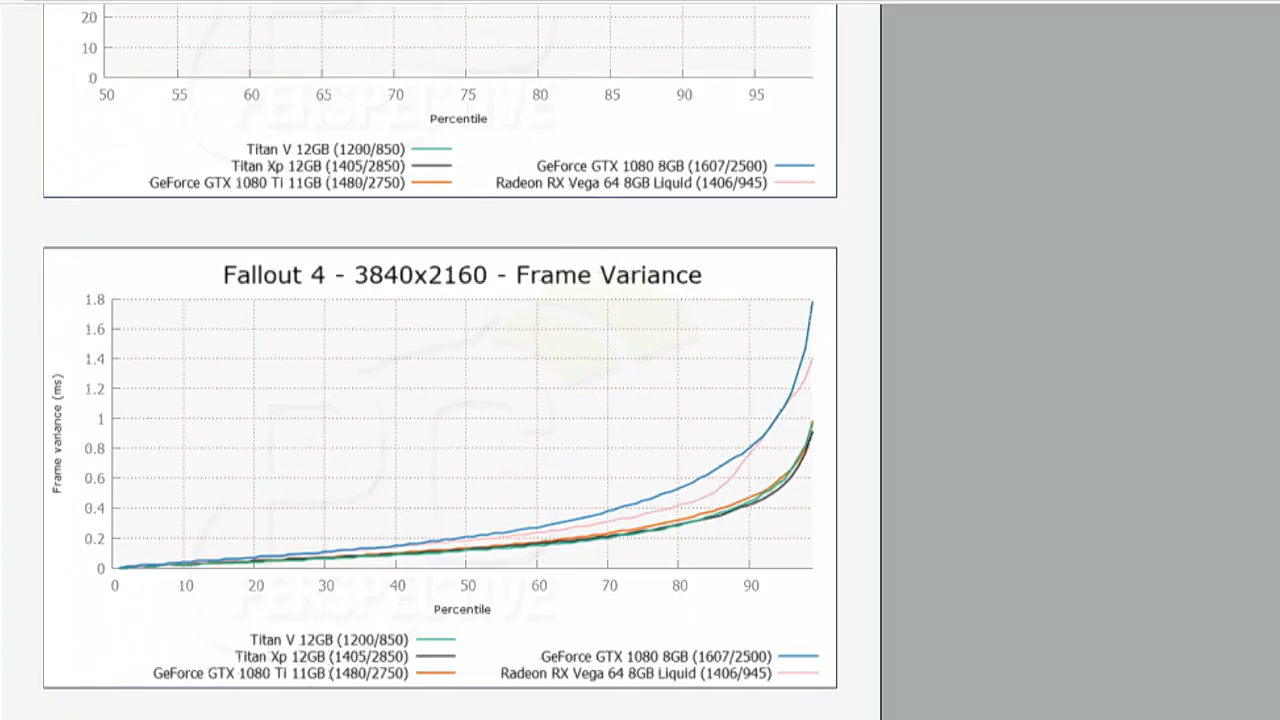 20
10
0
50 55 60 65 70 75 80 85 90 95
Percentile
Titan V 12GB (1200/850)
Titan Xp 12GB (1405/2850) GeForce GTX 1080 8GB (1607/2500)
GeForce GTX 1080 Ti 11GB (1480/2750) Radeon RX Vega 64 8GB Liquid (1406/945)
PERSPECTIVE
Fallout 4 - 3840x2160 - Frame Variance
Frame variance (ms)
1.8
1.6
1.4
1.2
1
0.8
0.6
0.4
0.2
0
0 10 20 30 40 50 60 70 80 90
PC
PERSPECTIVE
Percentile
Titan V 12GB (1200/850)
Titan Xp 12GB (1405/2850) GeForce GTX 1080 8GB (1607/2500)
GeForce GTX 1080 Ti 11GB (1480/2750) Radeon RX Vega 64 8GB Liquid (1406/945)